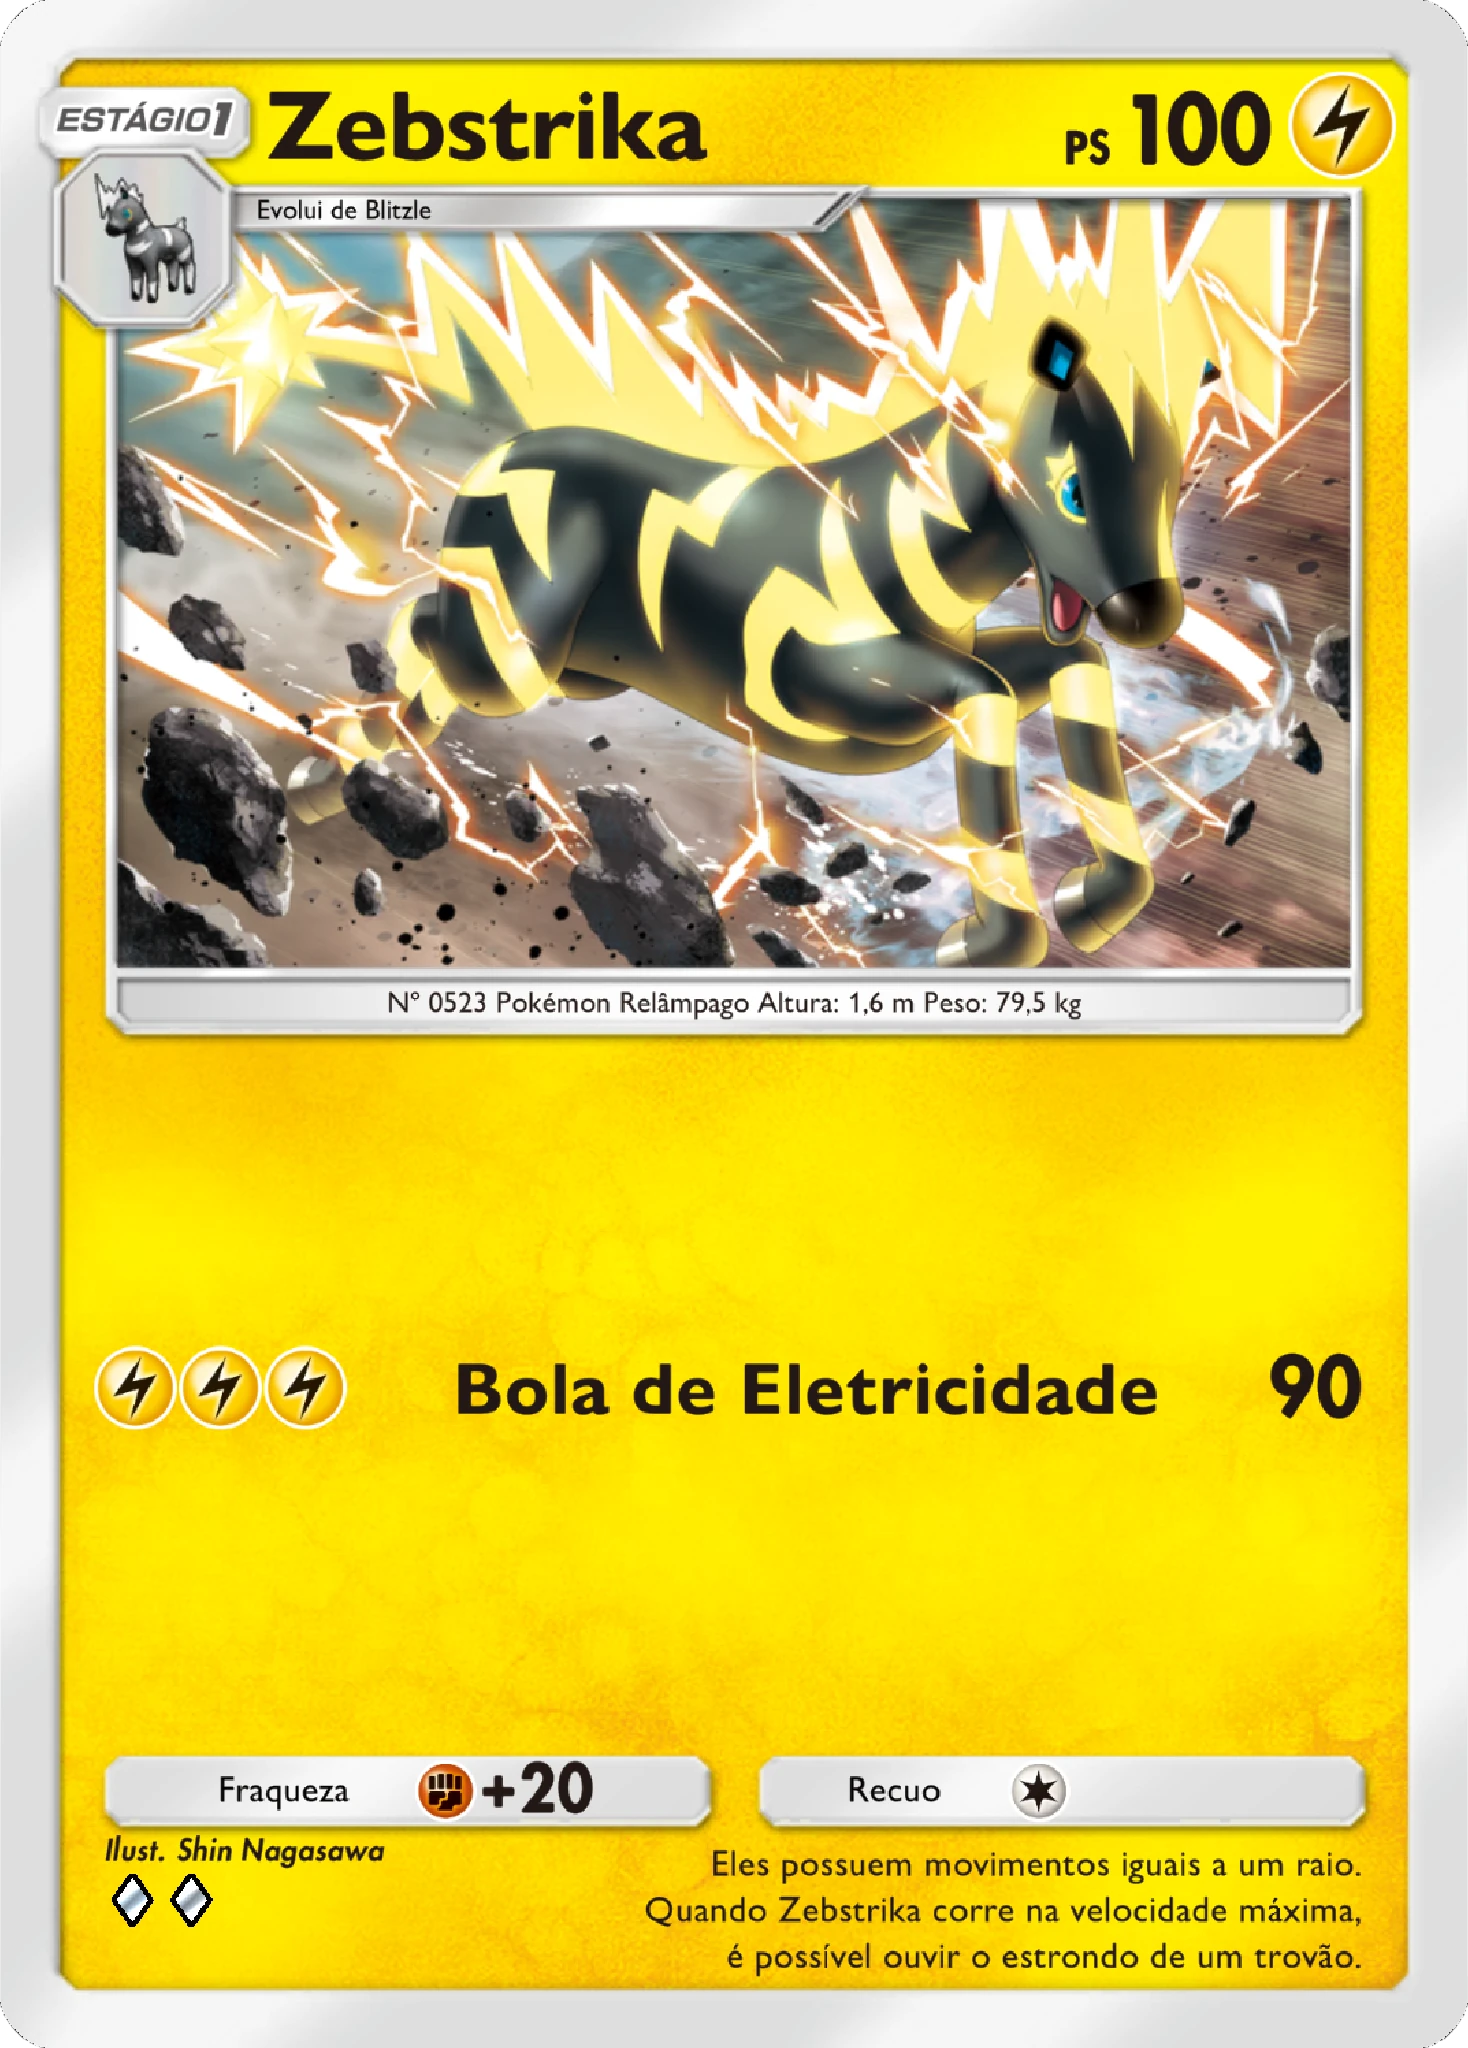 ESTÁGIO1
Zebstrika
PS 100
Evolui de Blitzle
Nº 0523 Pokémon Relâmpago Altura: 1,6 m Peso: 79,5 kg
Bola de Eletricidade 90
Fraqueza +20
Recuo
Ilust. Shin Nagasawa
Eles possuem movimentos iguais a um raio.
Quando Zebstrika corre na velocidade máxima,
é possível ouvir o estrondo de um trovão.